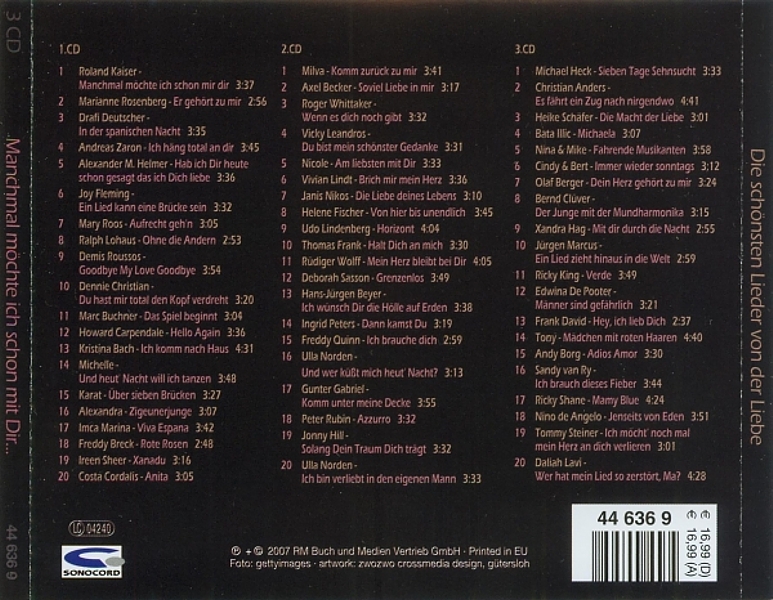 3 CD
Manchmal möchte ich schon mit Dir...
44 636 9
1.CD
1 Roland Kaiser -
Manchmal möchte ich schon mir dir 3:37
2 Marianne Rosenberg - Er gehört zu mir 2:56
3 Drafi Deutscher -
In der spanischen Nacht 3:35
4 Andreas Zaron - Ich häng total an dir 3:45
5 Alexander M. Helmer - Hab ich Dir heute
schon gesagt das ich Dich liebe 3:36
6 Joy Fleming -
Ein Lied kann eine Brücke sein 3:32
7 Mary Roos - Aufrecht geh'n 3:05
8 Ralph Lohaus - Ohne die Andern 2:53
9 Demis Roussos -
Goodbye My Love Goodbye 3:54
10 Dennie Christian -
Du hast mir total den Kopf verdreht 3:20
11 Marc Buchner - Das Spiel beginnt 3:04
12 Howard Carpendale - Hello Again 3:36
13 Kristina Bach - Ich komm nach Haus 4:31
14 Michelle -
Und heut' Nacht will ich tanzen 3:48
15 Karat - Über sieben Brücken 3:27
16 Alexandra - Zigeunerjunge 3:07
17 Imca Marina - Viva Espana 3:42
18 Freddy Breck - Rote Rosen 2:48
19 Ireen Sheer - Xanadu 3:16
20 Costa Cordalis - Anita 3:05
2.CD
1 Milva - Komm zurück zu mir 3:41
2 Axel Becker - Soviel Liebe in mir 3:17
3 Roger Whittaker -
Wenn es dich noch gibt 3:32
4 Vicky Leandros -
Du bist mein schönster Gedanke 3:31
5 Nicole - Am liebsten mit Dir 3:33
6 Vivian Lindt - Brich mir mein Herz 3:36
7 Janis Nikos - Die Liebe deines Lebens 3:10
8 Helene Fischer - Von hier bis unendlich 3:45
9 Udo Lindenberg - Horizont 4:04
10 Thomas Frank - Halt Dich an mich 3:30
11 Rüdiger Wolff - Mein Herz bleibt bei Dir 4:05
12 Deborah Sasson - Grenzenlos 3:49
13 Hans-Jürgen Beyer -
Ich wünsch Dir die Hölle auf Erden 3:38
14 Ingrid Peters - Dann kamst Du 3:19
15 Freddy Quinn - Ich brauche dich 2:59
16 Ulla Norden -
Und wer küßt mich heut' Nacht? 3:13
17 Gunter Gabriel -
Komm unter meine Decke 3:55
18 Peter Rubin - Azzurro 3:32
19 Jonny Hill -
Solang Dein Traum Dich trägt 3:32
20 Ulla Norden -
Ich bin verliebt in den eigenen Mann 3:33
3.CD
1 Michael Heck - Sieben Tage Sehnsucht 3:33
2 Christian Anders -
Es fährt ein Zug nach nirgendwo 4:41
3 Heike Schäfer - Die Macht der Liebe 3:01
4 Bata Illic - Michaela 3:07
5 Nina & Mike - Fahrende Musikanten 3:58
6 Cindy & Bert - Immer wieder sonntags 3:12
7 Olaf Berger - Dein Herz gehört zu mir 3:24
8 Bernd Clüver -
Der Junge mit der Mundharmonika 3:15
9 Xandra Hag - Mit dir durch die Nacht 2:55
10 Jürgen Marcus -
Ein Lied zieht hinaus in die Welt 2:59
11 Ricky King - Verde 3:49
12 Edwina De Pooter -
Männer sind gefährlich 3:21
13 Frank David - Hey, ich lieb Dich 2:37
14 Tony - Mädchen mit roten Haaren 4:40
15 Andy Borg - Adios Amor 3:30
16 Sandy van Ry -
Ich brauch dieses Fieber 3:44
17 Ricky Shane - Mamy Blue 4:24
18 Nino de Angelo - Jenseits von Eden 3:51
19 Tommy Steiner - Ich möcht' noch mal
mein Herz an dich verlieren 3:01
20 Daliah Lavi -
Wer hat mein Lied so zerstört, Ma? 4:28
LC 04240
SONOCORD
℗ + © 2007 RM Buch und Medien Vertrieb GmbH · Printed in EU
Foto: gettyimages · artwork: zwozwo crossmedia design, gütersloh
44 636 9
€ 16,99 (D)
€ 16,99 (A)
Die schönsten Lieder von der Liebe